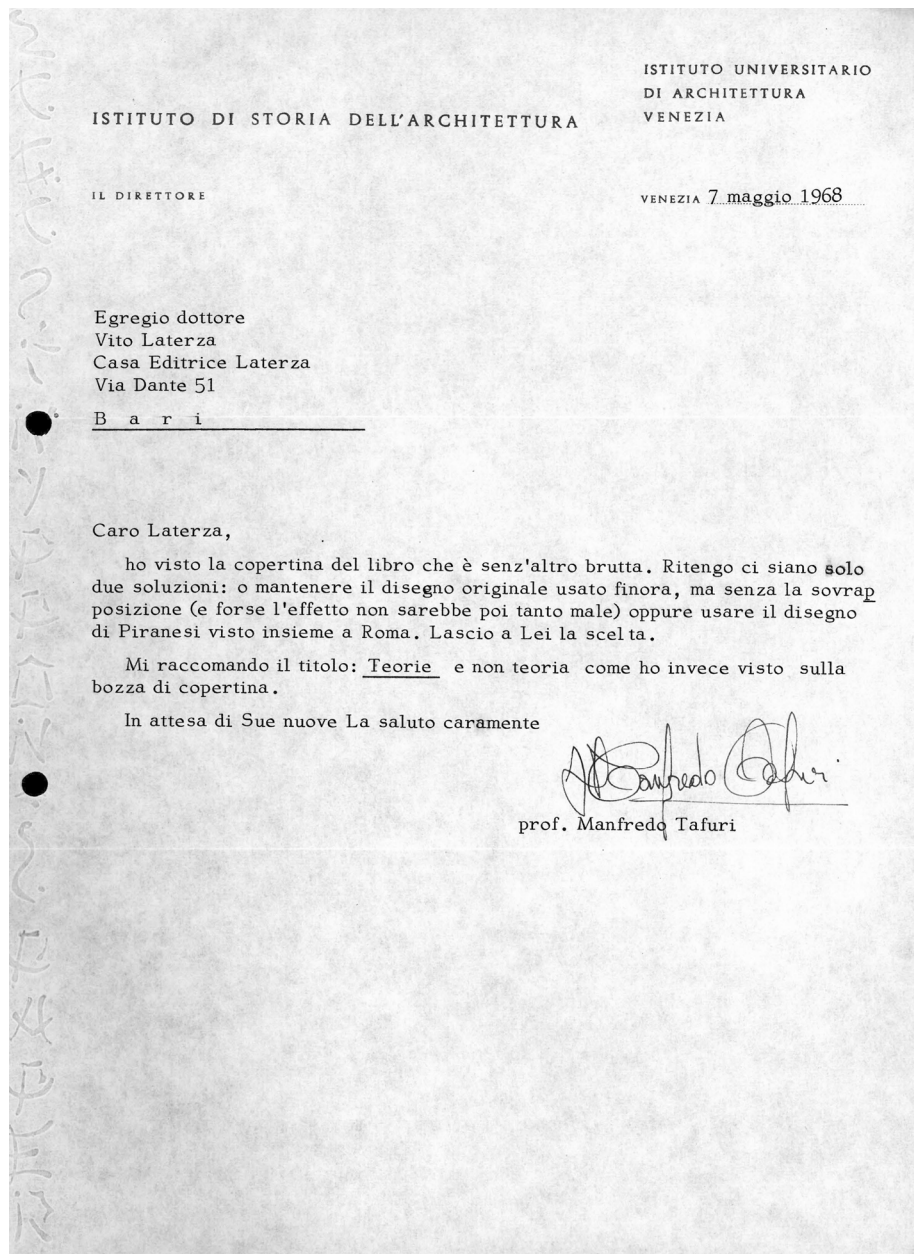 ISTITUTO UNIVERSITARIO
DI ARCHITETTURA
VENEZIA
ISTITUTO DI STORIA DELL'ARCHITETTURA
IL DIRETTORE
VENEZIA 7 maggio 1968
Egregio dottore
Vito Laterza
Casa Editrice Laterza
Via Dante 51
B a r i
Caro Laterza,
ho visto la copertina del libro che è senz'altro brutta. Ritengo ci siano solo
due soluzioni: o mantenere il disegno originale usato finora, ma senza la sovrap
posizione (e forse l'effetto non sarebbe poi tanto male) oppure usare il disegno
di Piranesi visto insieme a Roma. Lascio a Lei la scelta.
Mi raccomando il titolo: Teorie e non teoria come ho invece visto sulla
bozza di copertina.
In attesa di Sue nuove La saluto caramente
Manfredo Tafuri
prof. Manfredo Tafuri